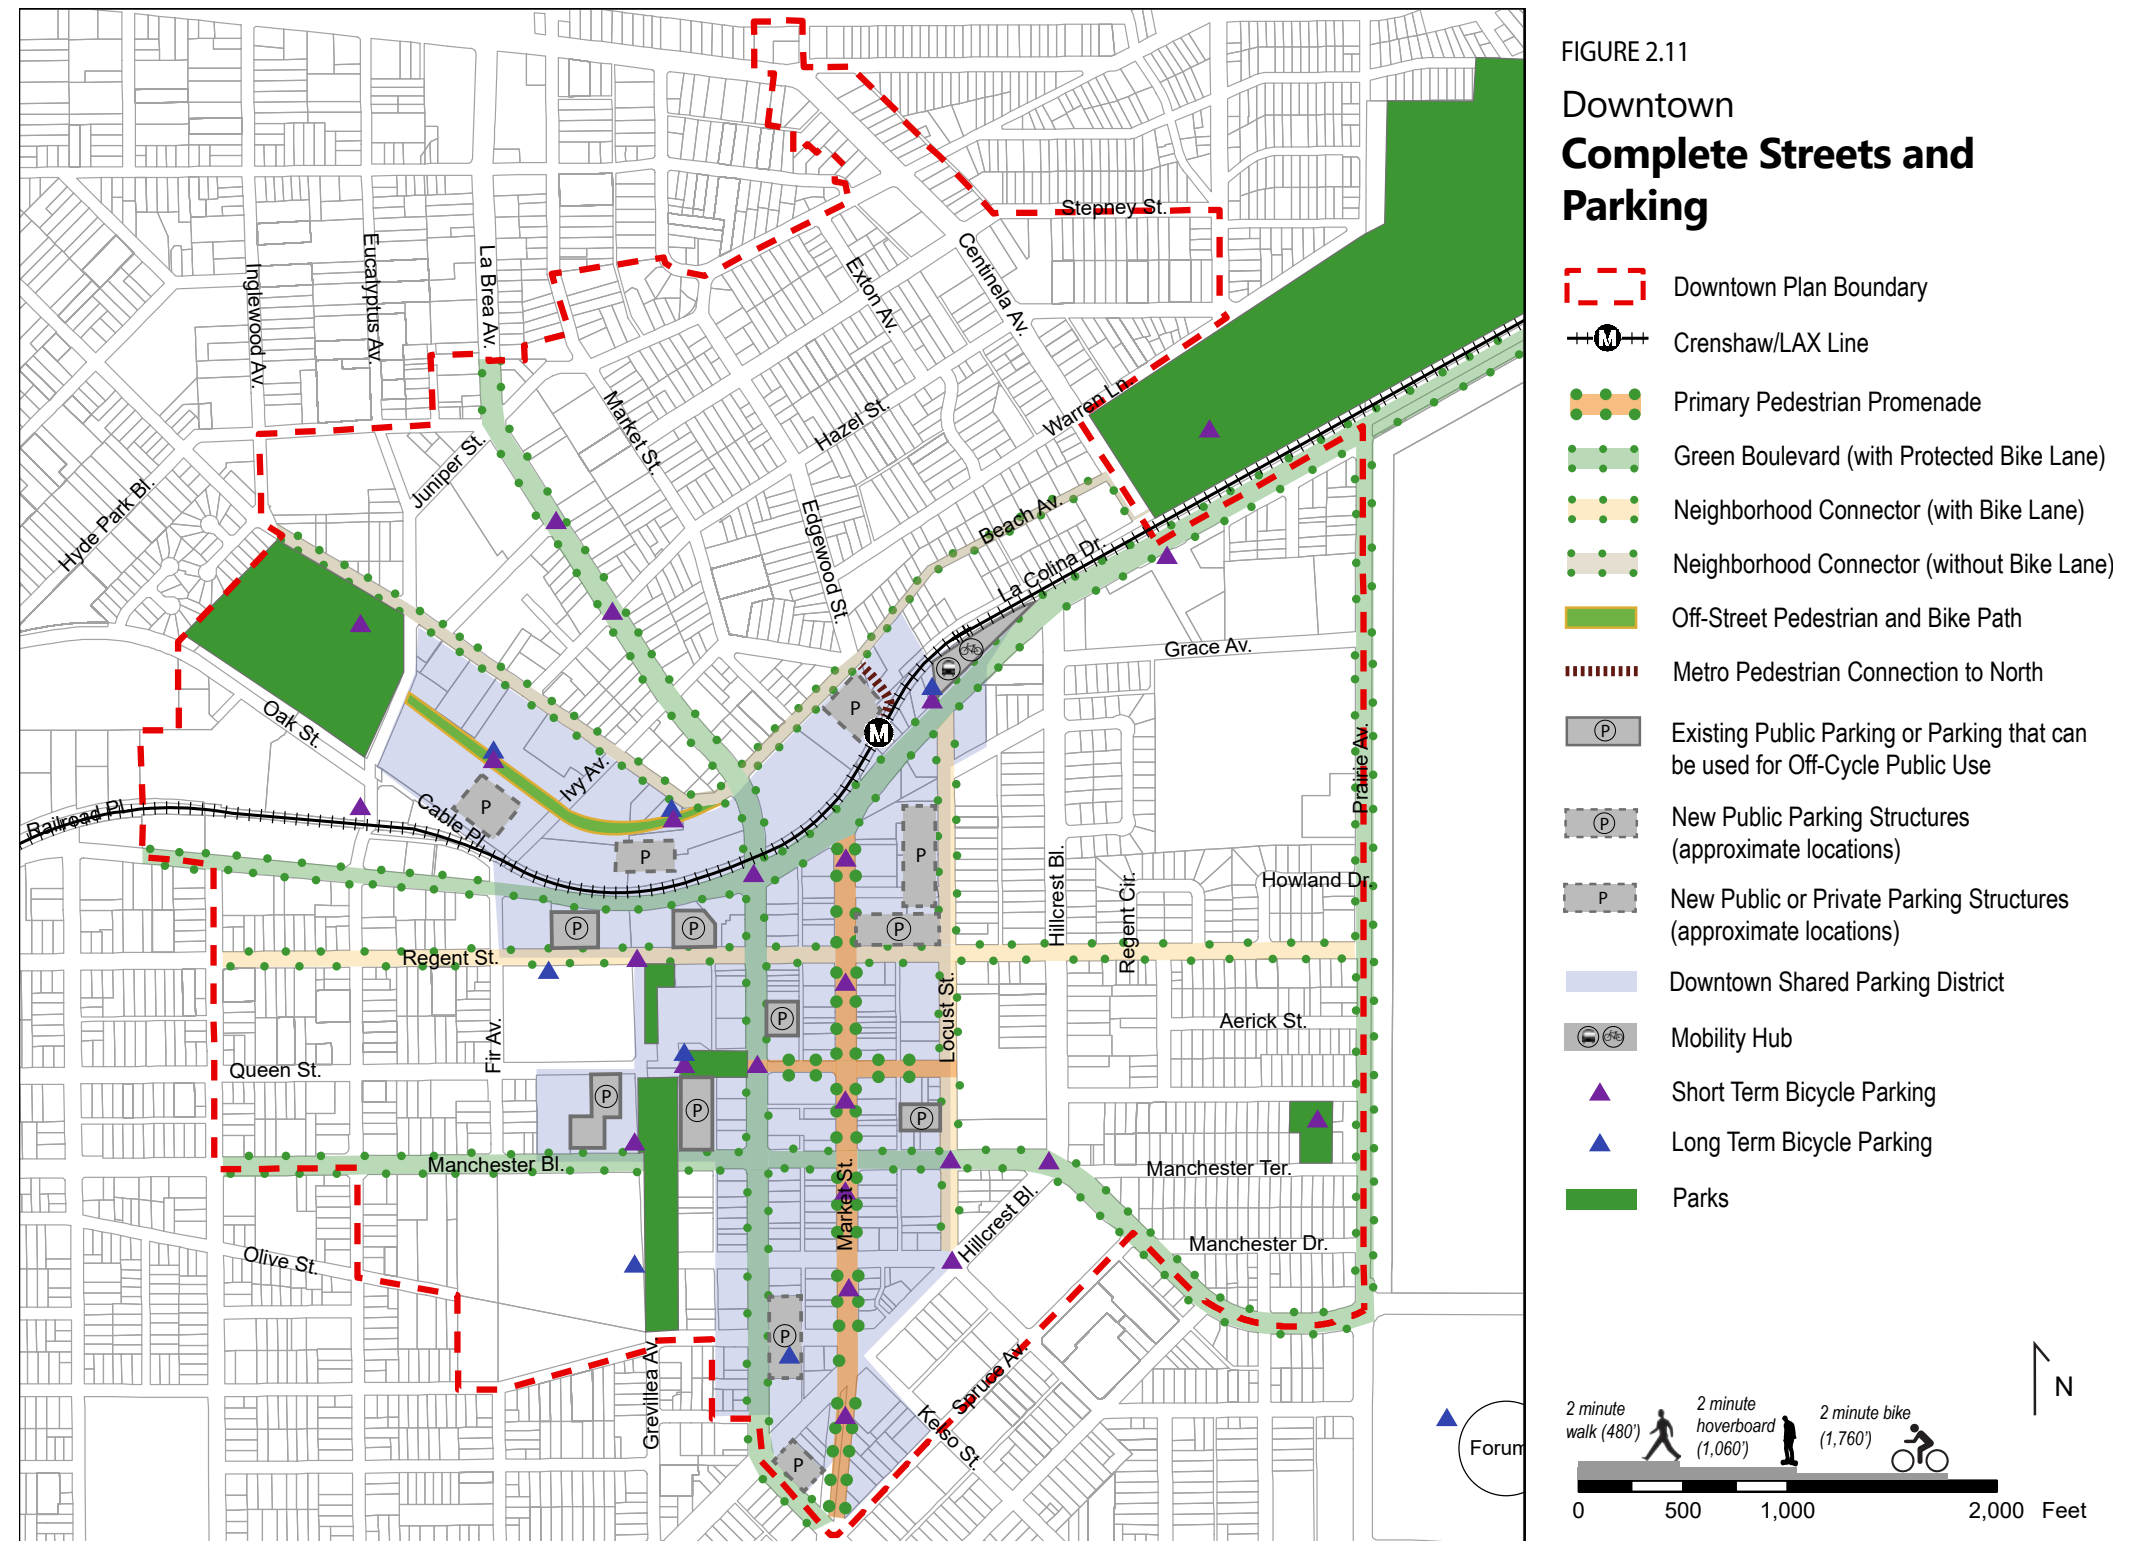 FIGURE 2.11
Downtown
Complete Streets and
Parking
Downtown Plan Boundary
M
Crenshaw/LAX Line
Primary Pedestrian Promenade
Green Boulevard (with Protected Bike Lane)
Neighborhood Connector (with Bike Lane)
Neighborhood Connector (without Bike Lane)
Off-Street Pedestrian and Bike Path
Metro Pedestrian Connection to North
P
Existing Public Parking or Parking that can
be used for Off-Cycle Public Use
P
New Public Parking Structures
(approximate locations)
P
New Public or Private Parking Structures
(approximate locations)
Downtown Shared Parking District
Mobility Hub
Short Term Bicycle Parking
Long Term Bicycle Parking
Parks
N
2 minute
walk (480')
2 minute
hoverboard
(1,060')
2 minute bike
(1,760')
0 500 1,000 2,000 Feet
Stepney St.
Centinela Av.
Exton Av.
La Brea Av.
Eucalyptus Av.
Inglewood Av.
Market St.
Hazel St.
Warren Ln.
Juniper St.
Hyde Park Bl.
Edgewood St.
Beach Av.
La Colina Dr.
Grace Av.
Oak St.
Ivy Av.
Cable Pl.
Railroad Pl.
Prairie Av.
P
M
P
P
P
P
P
P
Howland Dr.
Hillcrest Bl.
Regent Cir.
Regent St.
Locust St.
P
Aerick St.
Fir Av.
Queen St.
P
P
P
Manchester Bl.
Manchester Ter.
Market St.
Hillcrest Bl.
Manchester Dr.
Olive St.
P
Grevillea Av.
Spruce Av.
Kelso St.
P
Forum